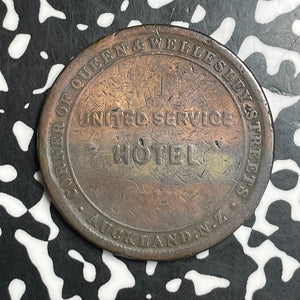 CORNER OF QUEEN & WELLESLEY STREETS
UNITED SERVICE
HOTEL
· AUCKLAND. N.Z ·